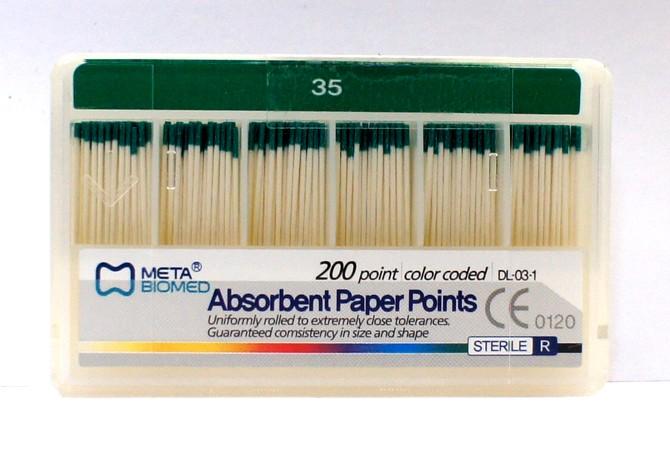 35
META®
BIOMED
200 point color coded DL-03-1
Absorbent Paper Points
Uniformly rolled to extremely close tolerances.
Guaranteed comsistency in size and shape
CE 0120
STERILE R